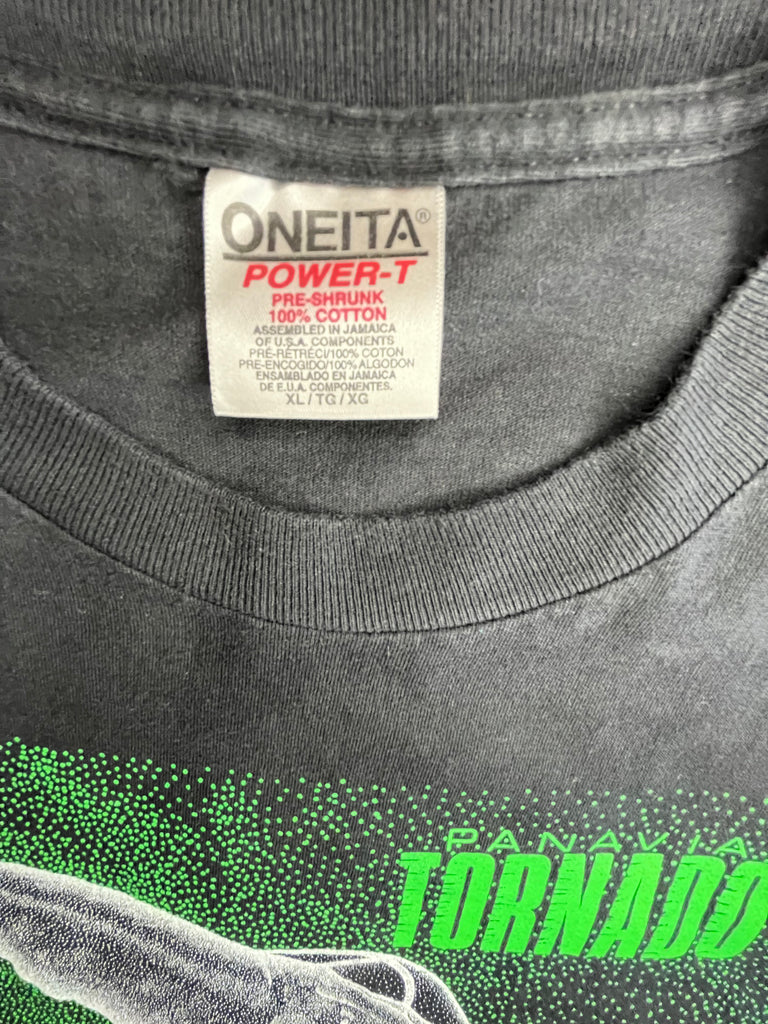 ONEITA®
POWER-T
PRE-SHRUNK
100% COTTON
ASSEMBLED IN JAMAICA
OF U.S.A. COMPONENTS
PRÉ-RÉTRÉCI/100% COTON
PRE-ENCOGIDO/100% ALGODON
ENSAMBLADO EN JAMAICA
DE E.U.A. COMPONENTES.
XL / TG / XG
PANAVIA
TORNADO